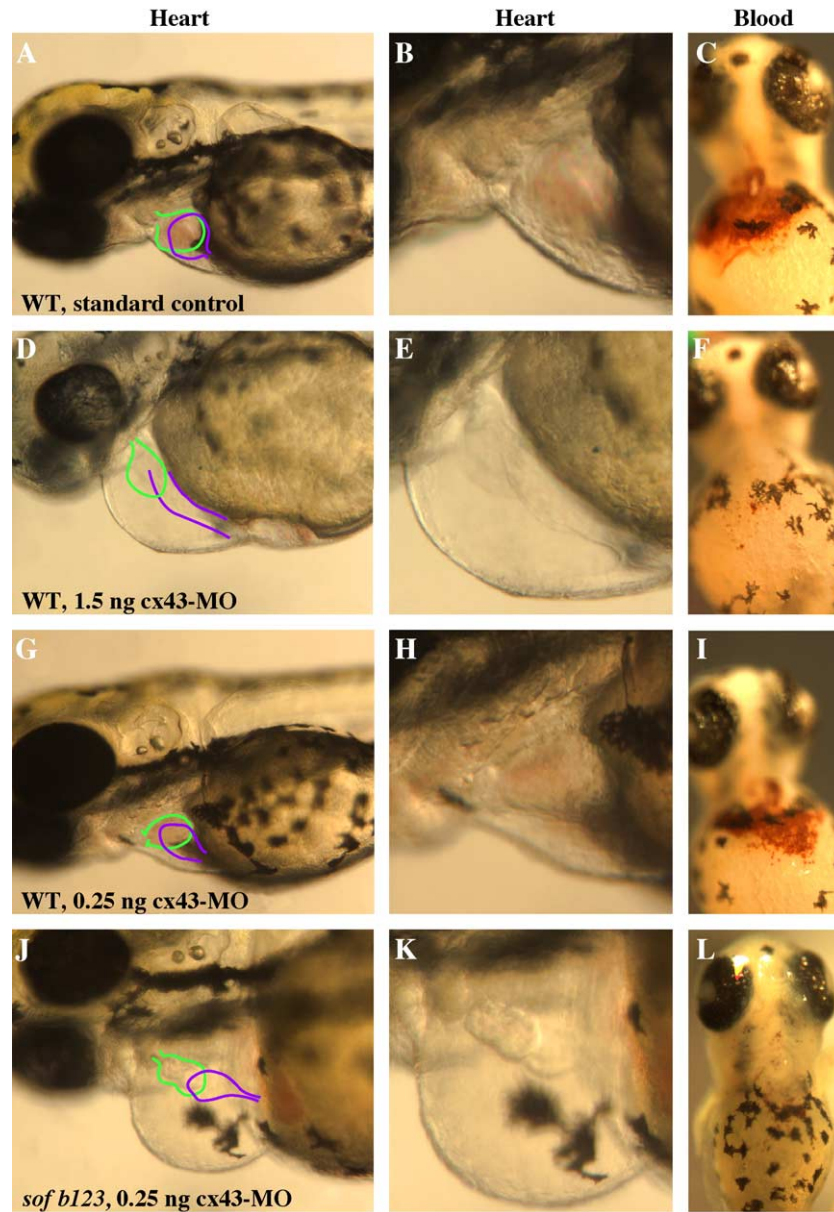 Heart Heart Blood
A B C
WT, standard control
D E F
WT, 1.5 ng cx43-MO
G H I
WT, 0.25 ng cx43-MO
J K L
sof b123, 0.25 ng cx43-MO